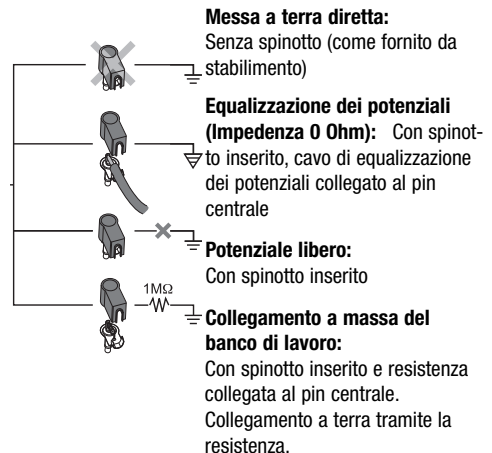 Messa a terra diretta:
Senza spinotto (come fornito da
stabilimento)
Equalizzazione dei potenziali
(Impedenza 0 Ohm): Con spinot-
to inserito, cavo di equalizzazione
dei potenziali collegato al pin
centrale
Potenziale libero:
Con spinotto inserito
1MΩ
Collegamento a massa del
banco di lavoro:
Con spinotto inserito e resistenza
collegata al pin centrale.
Collegamento a terra tramite la
resistenza.